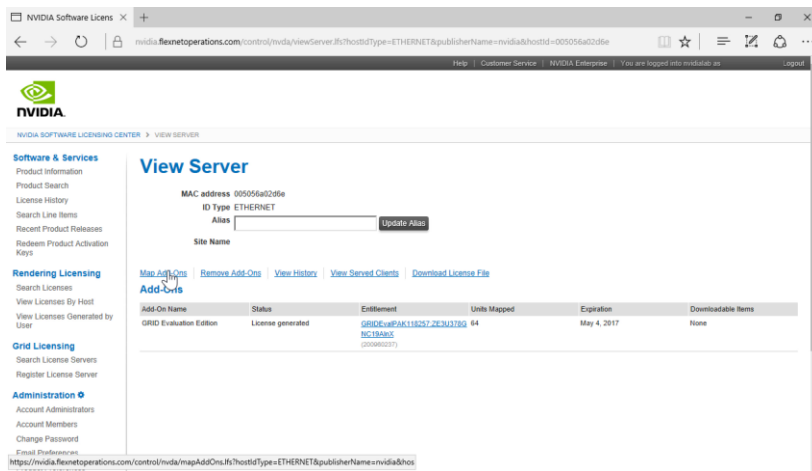 NVIDIA Software Licens
nvidia.flexnetoperations.com/control/nvda/viewServer.lfs?hostIdType=ETHERNET&publisherName=nvidia&hostId=005056a02d6e
Help | Customer Service | NVIDIA Enterprise | You are logged into nvidialab as Logout
NVIDIA.
NVIDIA SOFTWARE LICENSING CENTER > VIEW SERVER
Software & Services
Product Information
Product Search
License History
Search Line Items
Recent Product Releases
Redeem Product Activation
Keys
Rendering Licensing
Search Licenses
View Licenses By Host
View Licenses Generated by
User
Grid Licensing
Search License Servers
Register License Server
Administration
Account Administrators
Account Members
Change Password
Email Preferences
View Server
MAC address 005056a02d6e
ID Type ETHERNET
Alias Update Alias
Site Name
Map Add-Ons | Remove Add-Ons | View History | View Served Clients | Download License File
Add-Ons
Add-On Name Status Entitlement Units Mapped Expiration Downloadable Items
GRID Evaluation Edition License generated GRIDEvalPAK118257:ZE3U378G 64 May 4, 2017 None
NC19AlnX
(200960237)
https://nvidia.flexnetoperations.com/control/nvda/mapAddOns.lfs?hostIdType=ETHERNET&publisherName=nvidia&hos